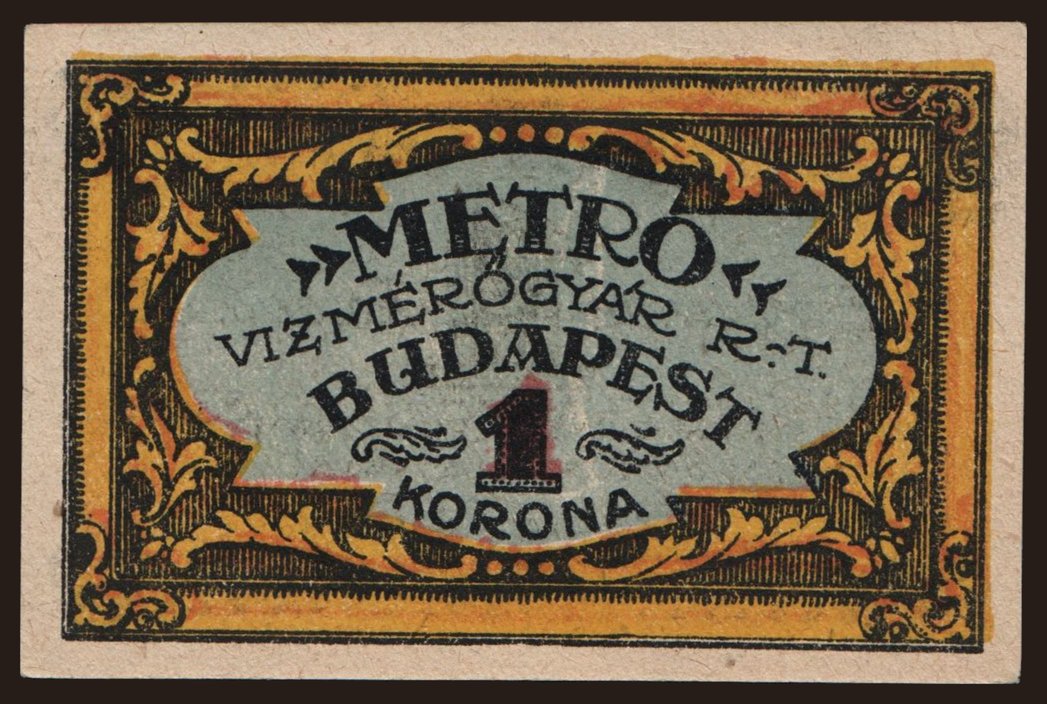 »METRO«
VIZMÉRŐGYÁR R.-T.
BUDAPEST
1
KORONA